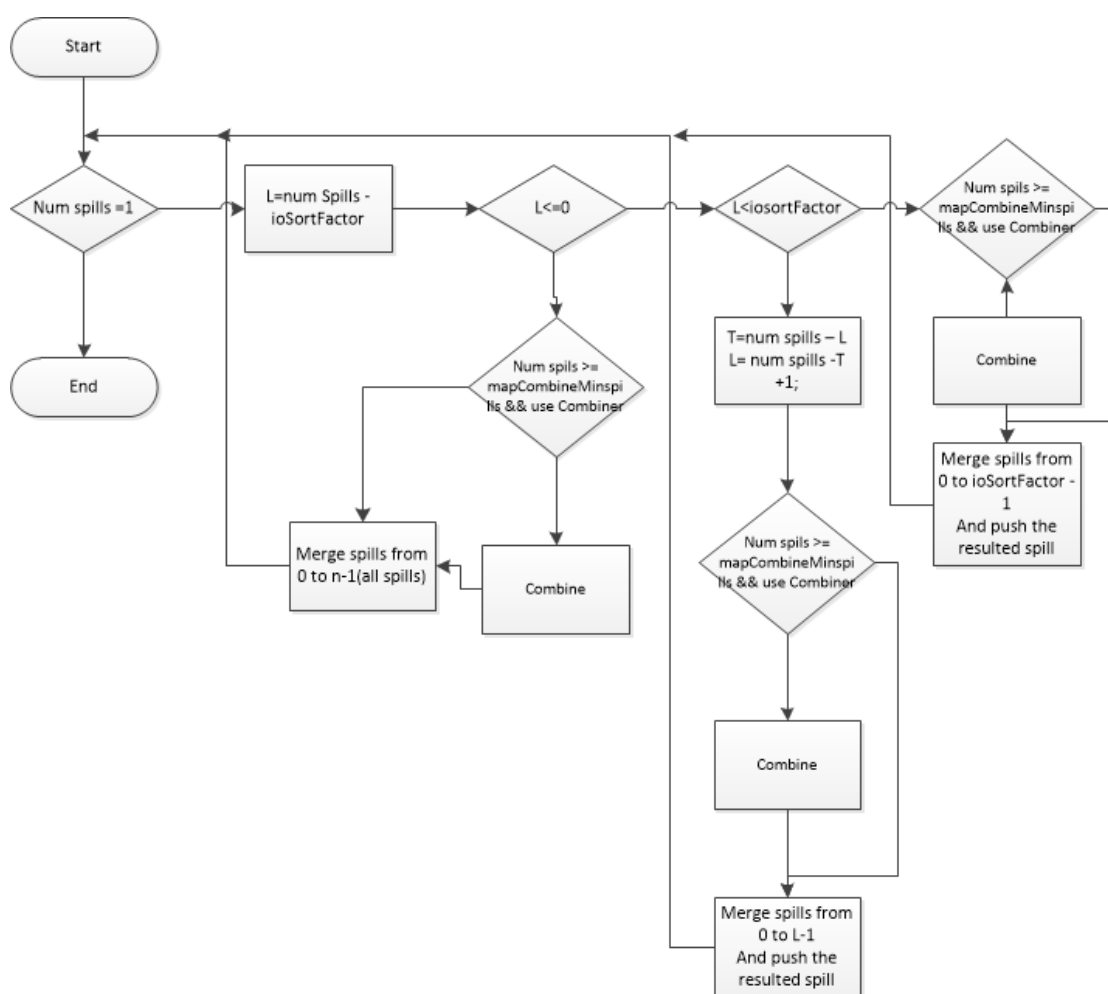 Start
Num spills =1
L=num Spills -
ioSortFactor
L<=0
L<iosortFactor
Num spils >=
mapCombineMinspi
lls && use Combiner
End
T=num spills – L
L= num spills -T
+1;
Combine
Num spils >=
mapCombineMinspi
lls && use Combiner
Merge spills from
0 to ioSortFactor -
1
And push the
resulted spill
Merge spills from
0 to n-1(all spills)
Combine
Num spils >=
mapCombineMinspi
lls && use Combiner
Combine
Merge spills from
0 to L-1
And push the
resulted spill